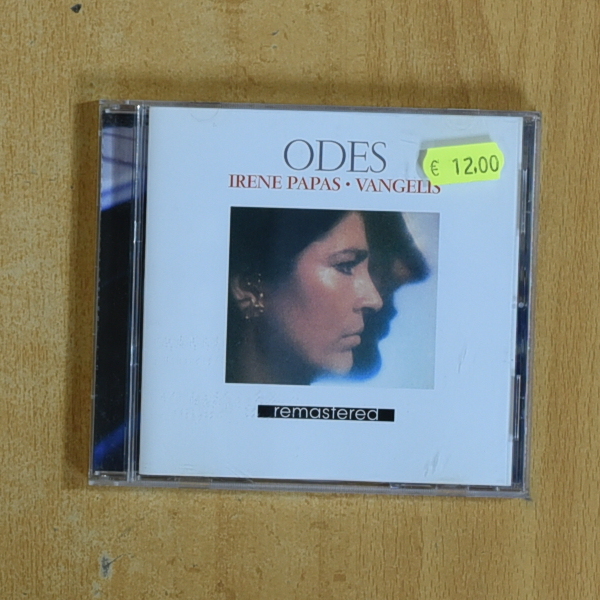 ODES
€ 12,00
IRENE PAPAS • VANGELIS
remastered